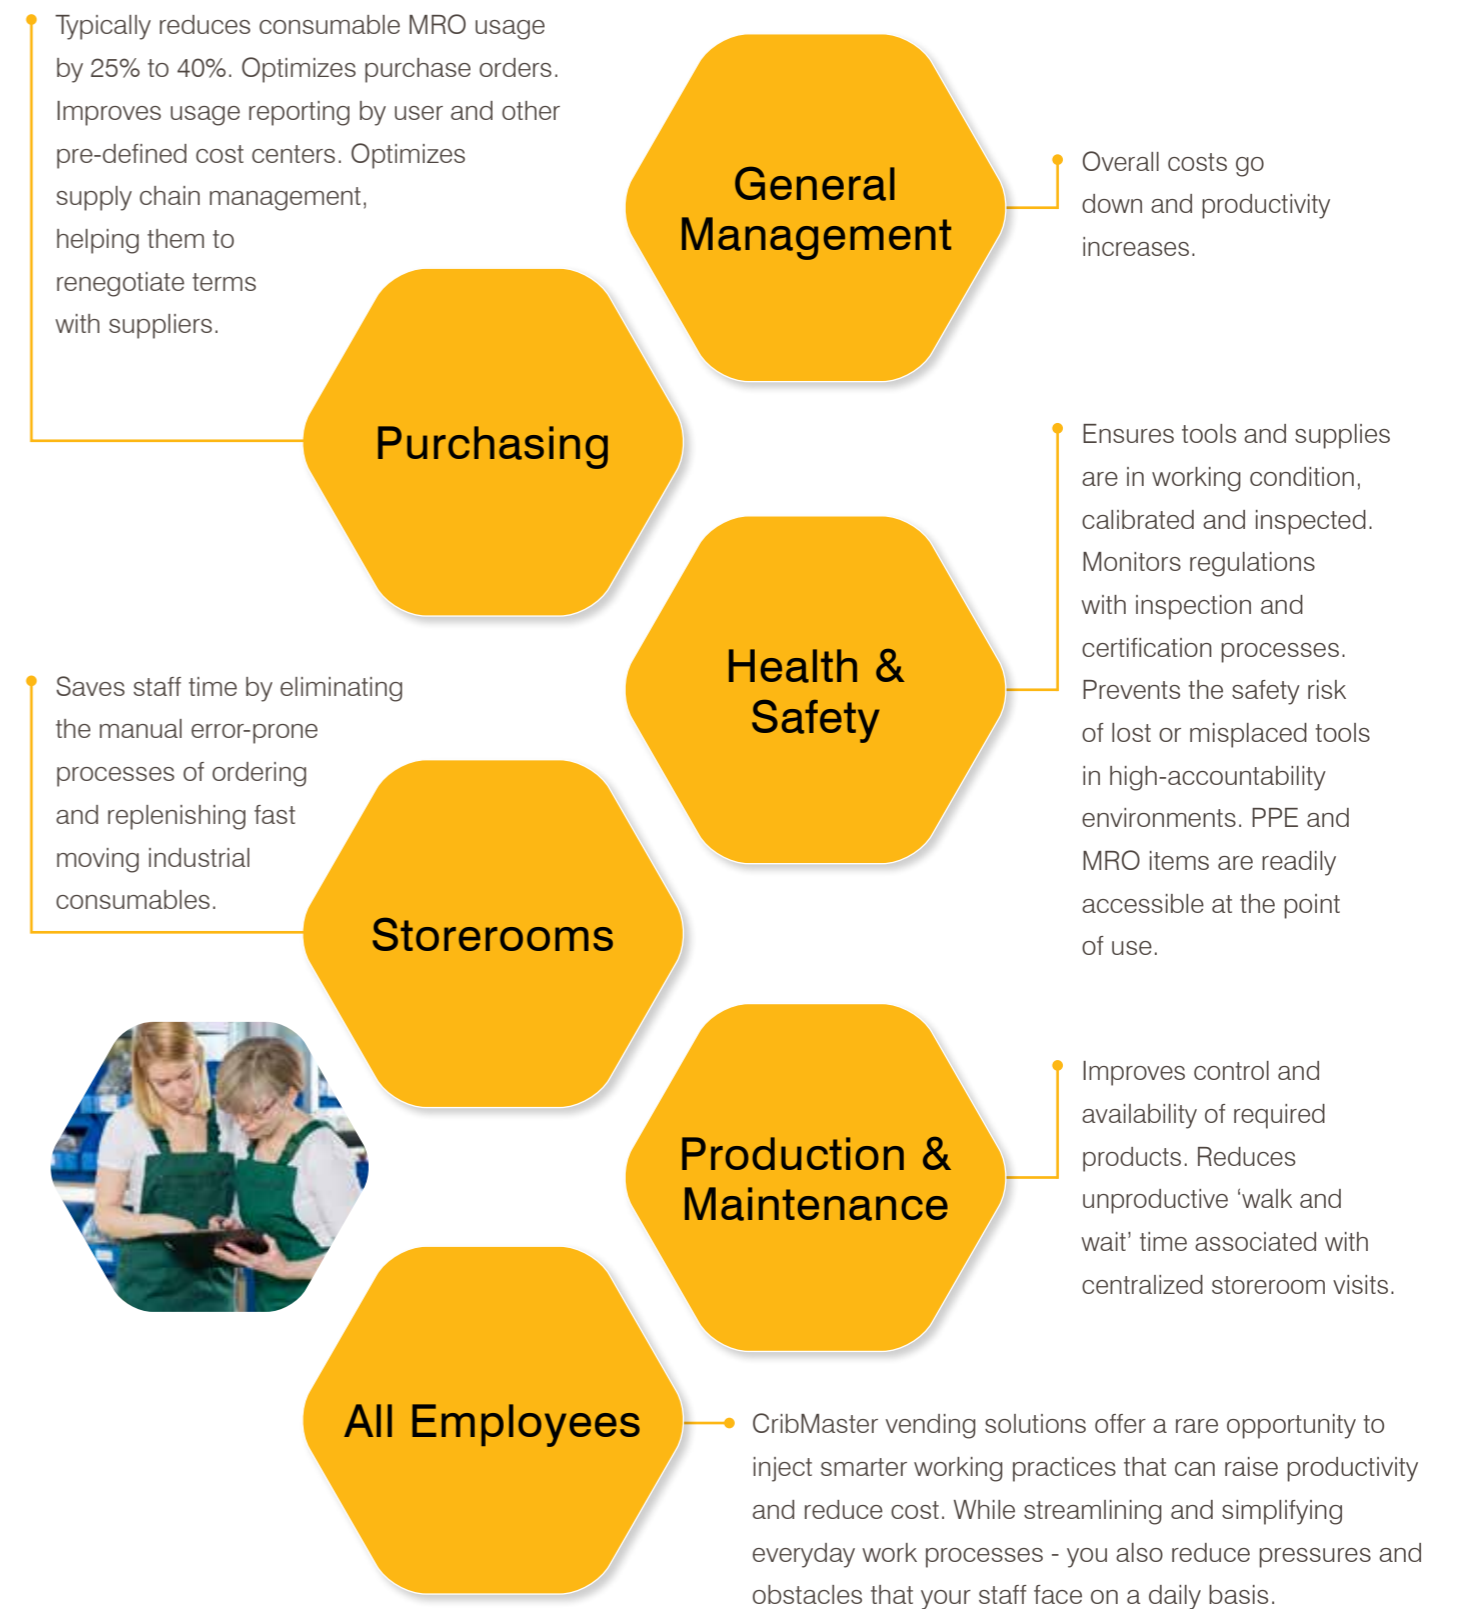 Typically reduces consumable MRO usage
by 25% to 40%. Optimizes purchase orders.
Improves usage reporting by user and other
pre-defined cost centers. Optimizes
supply chain management,
helping them to
renegotiate terms
with suppliers.
General
Management
Overall costs go
down and productivity
increases.
Purchasing
Health &
Safety
Ensures tools and supplies
are in working condition,
calibrated and inspected.
Monitors regulations
with inspection and
certification processes.
Prevents the safety risk
of lost or misplaced tools
in high-accountability
environments. PPE and
MRO items are readily
accessible at the point
of use.
Saves staff time by eliminating
the manual error-prone
processes of ordering
and replenishing fast
moving industrial
consumables.
Storerooms
Production &
Maintenance
Improves control and
availability of required
products. Reduces
unproductive ‘walk and
wait’ time associated with
centralized storeroom visits.
All Employees
CribMaster vending solutions offer a rare opportunity to
inject smarter working practices that can raise productivity
and reduce cost. While streamlining and simplifying
everyday work processes - you also reduce pressures and
obstacles that your staff face on a daily basis.